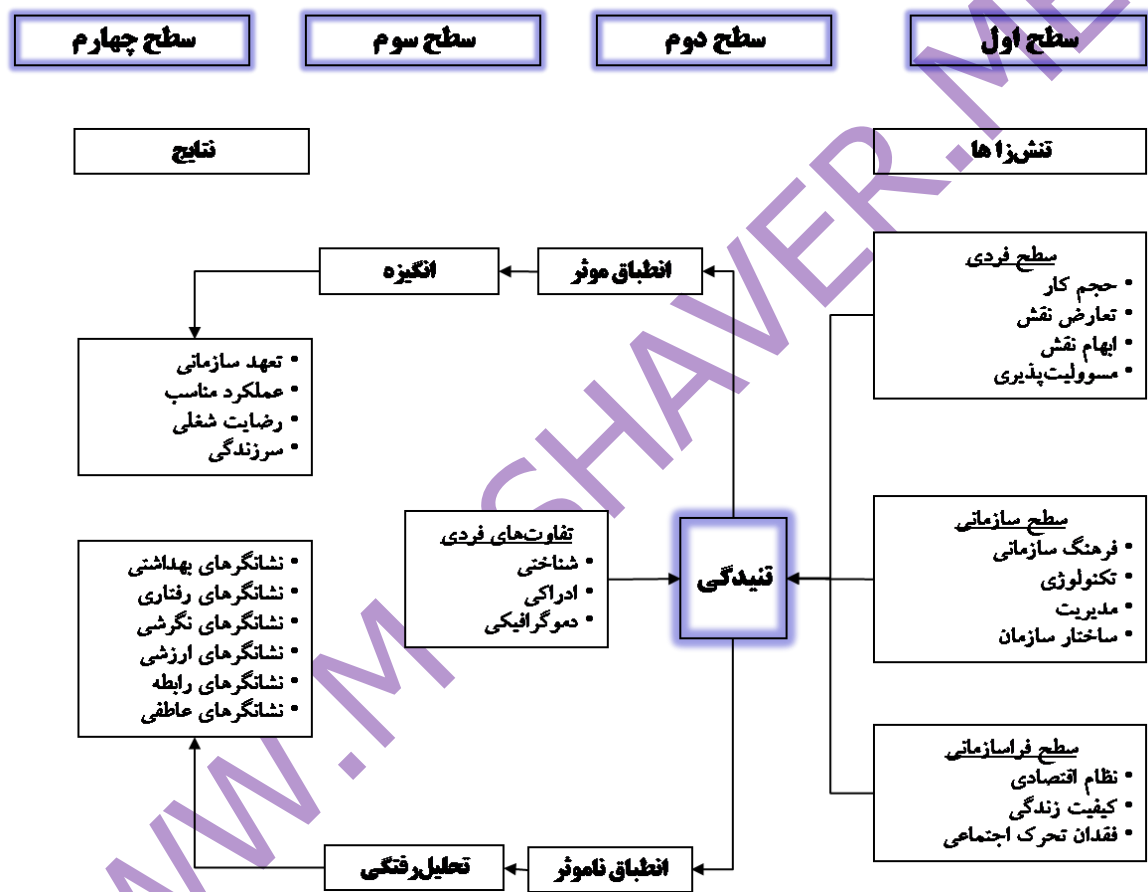 سطح اول
سطح دوم
سطح سوم
سطح چهارم
تنش‌زا ها
نتایج
سطح فردی
▪ حجم کار
▪ تعارض نقش
▪ ابهام نقش
▪ مسوولیت‌پذیری
انطباق موثر
انگیزه
▪ تعهد سازمانی
▪ عملکرد مناسب
▪ رضایت شغلی
▪ سرزندگی
سطح سازمانی
▪ فرهنگ سازمانی
▪ تکنولوژی
▪ مدیریت
▪ ساختار سازمان
تنیدگی
تفاوت‌های فردی
▪ شناختی
▪ ادراکی
▪ دموگرافیکی
▪ نشانگرهای بهداشتی
▪ نشانگرهای رفتاری
▪ نشانگرهای نگرشی
▪ نشانگرهای ارزشی
▪ نشانگرهای رابطه
▪ نشانگرهای عاطفی
سطح فراسازمانی
▪ نظام اقتصادی
▪ کیفیت زندگی
▪ فقدان تحرک اجتماعی
انطباق ناموثر
تحلیل‌رفتگی